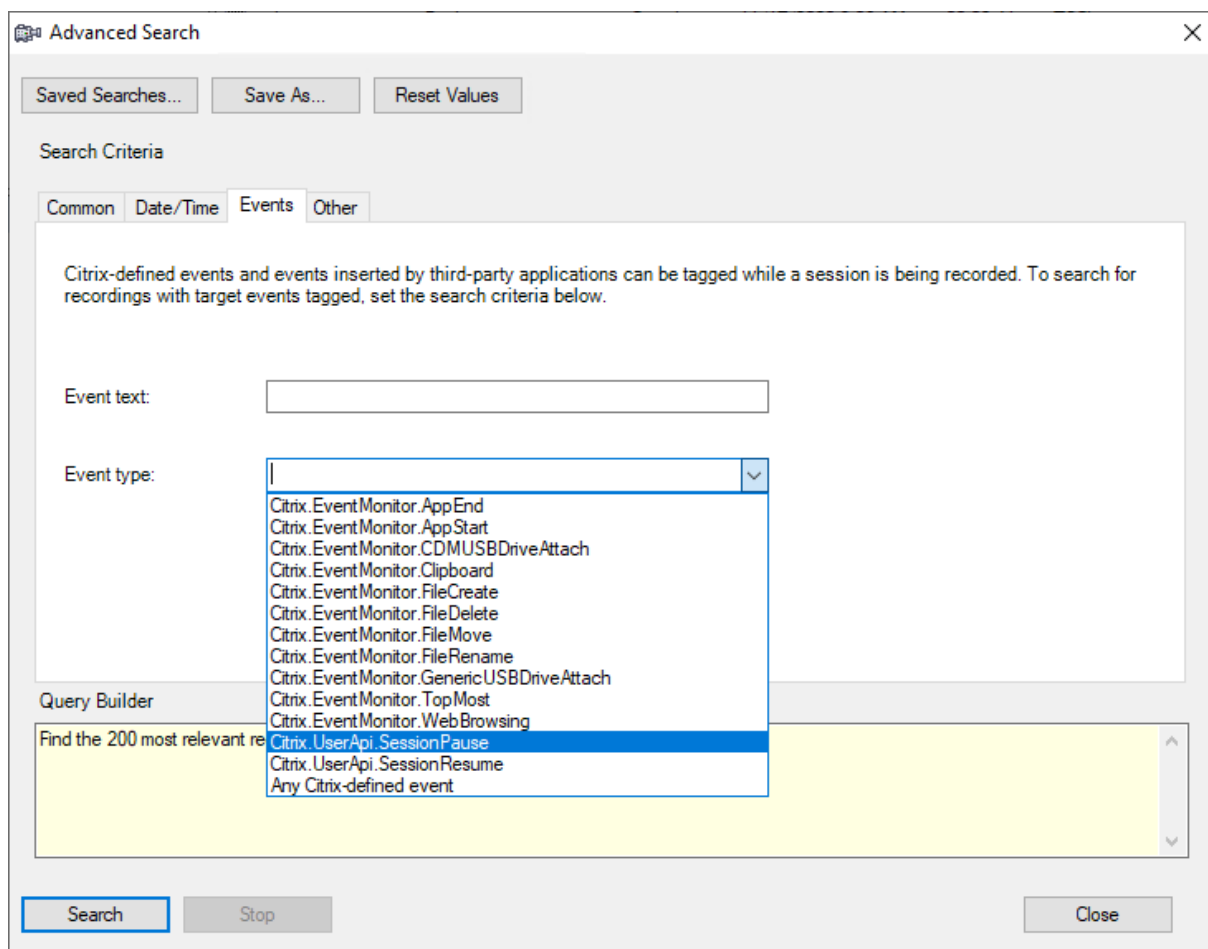 Advanced Search
Saved Searches... Save As... Reset Values
Search Criteria
Common Date/Time Events Other
Citrix-defined events and events inserted by third-party applications can be tagged while a session is being recorded. To search for
recordings with target events tagged, set the search criteria below.
Event text:
Event type:
Citrix.EventMonitor.AppEnd
Citrix.EventMonitor.AppStart
Citrix.EventMonitor.CDMUSBDriveAttach
Citrix.EventMonitor.Clipboard
Citrix.EventMonitor.FileCreate
Citrix.EventMonitor.FileDelete
Citrix.EventMonitor.FileMove
Citrix.EventMonitor.FileRename
Citrix.EventMonitor.GenericUSBDriveAttach
Citrix.EventMonitor.TopMost
Citrix.EventMonitor.WebBrowsing
Citrix.UserApi.SessionPause
Citrix.UserApi.SessionResume
Any Citrix-defined event
Query Builder
Find the 200 most relevant re
Search Stop Close